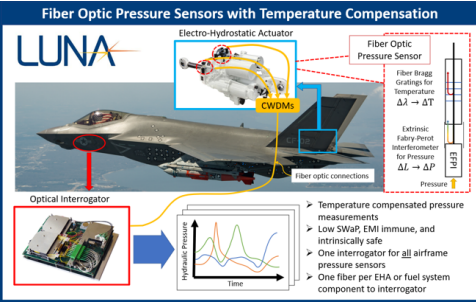 Fiber Optic Pressure Sensors with Temperature Compensation
LUNA
Electro-Hydrostatic Actuator
CWDMs
Fiber Optic
Pressure Sensor
Fiber Bragg
Gratings for
Temperature
Δλ → ΔT
Extrinsic
Fabry-Perot
Interferometer
for Pressure
ΔL → ΔP
EFPI
Pressure
Fiber optic connections
Optical Interrogator
Hydraulic Pressure
Time
➢ Temperature compensated pressure
measurements
➢ Low SWaP, EMI immune, and
intrinsically safe
➢ One interrogator for all airframe
pressure sensors
➢ One fiber per EHA or fuel system
component to interrogator